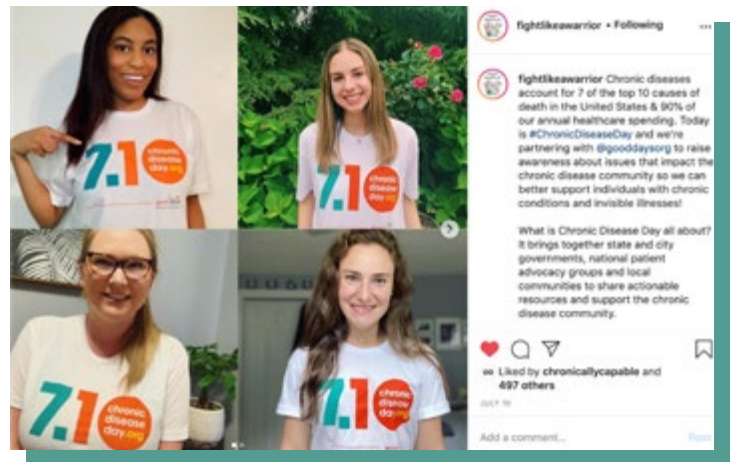 7.10
chronic
disease
day.org
7.10
chronic
disease
day.org
7.10
chronic
disease
day.org
7.10
chronic
disease
day.org
fightlikeawarrior • Following
fightlikeawarrior Chronic diseases
account for 7 of the top 10 causes of
death in the United States & 90% of
our annual healthcare spending. Today
is #ChronicDiseaseDay and we're
partnering with @gooddaysorg to raise
awareness about issues that impact the
chronic disease community so we can
better support individuals with chronic
conditions and invisible illnesses!
What is Chronic Disease Day all about?
It brings together state and city
governments, national patient
advocacy groups and local
communities to share actionable
resources and support the chronic
disease community.
Liked by chronicallycapable and
497 others
JULY 10
Add a comment...
Post